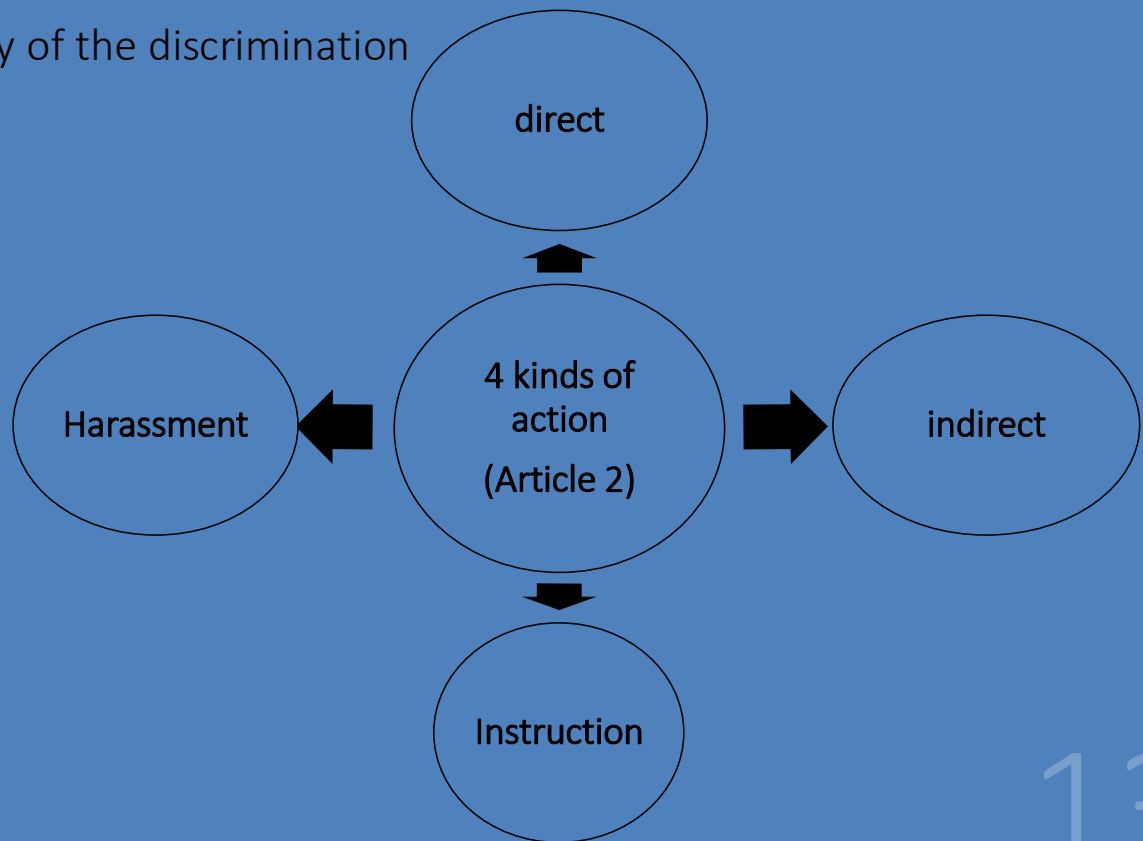 of the discrimination
direct
4 kinds of
action
(Article 2)
Harassment
indirect
Instruction